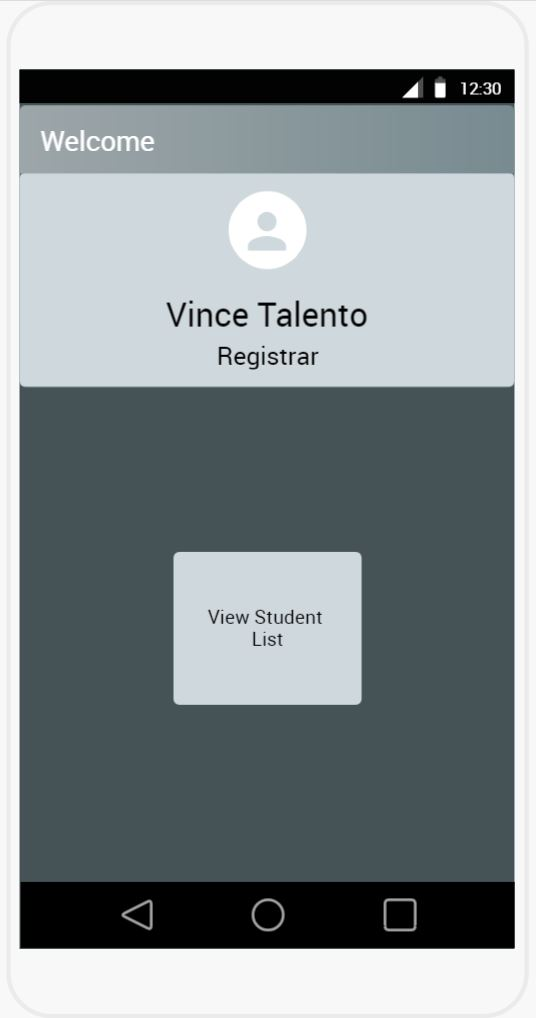 12:30
Welcome
Vince Talento
Registrar
View Student
List